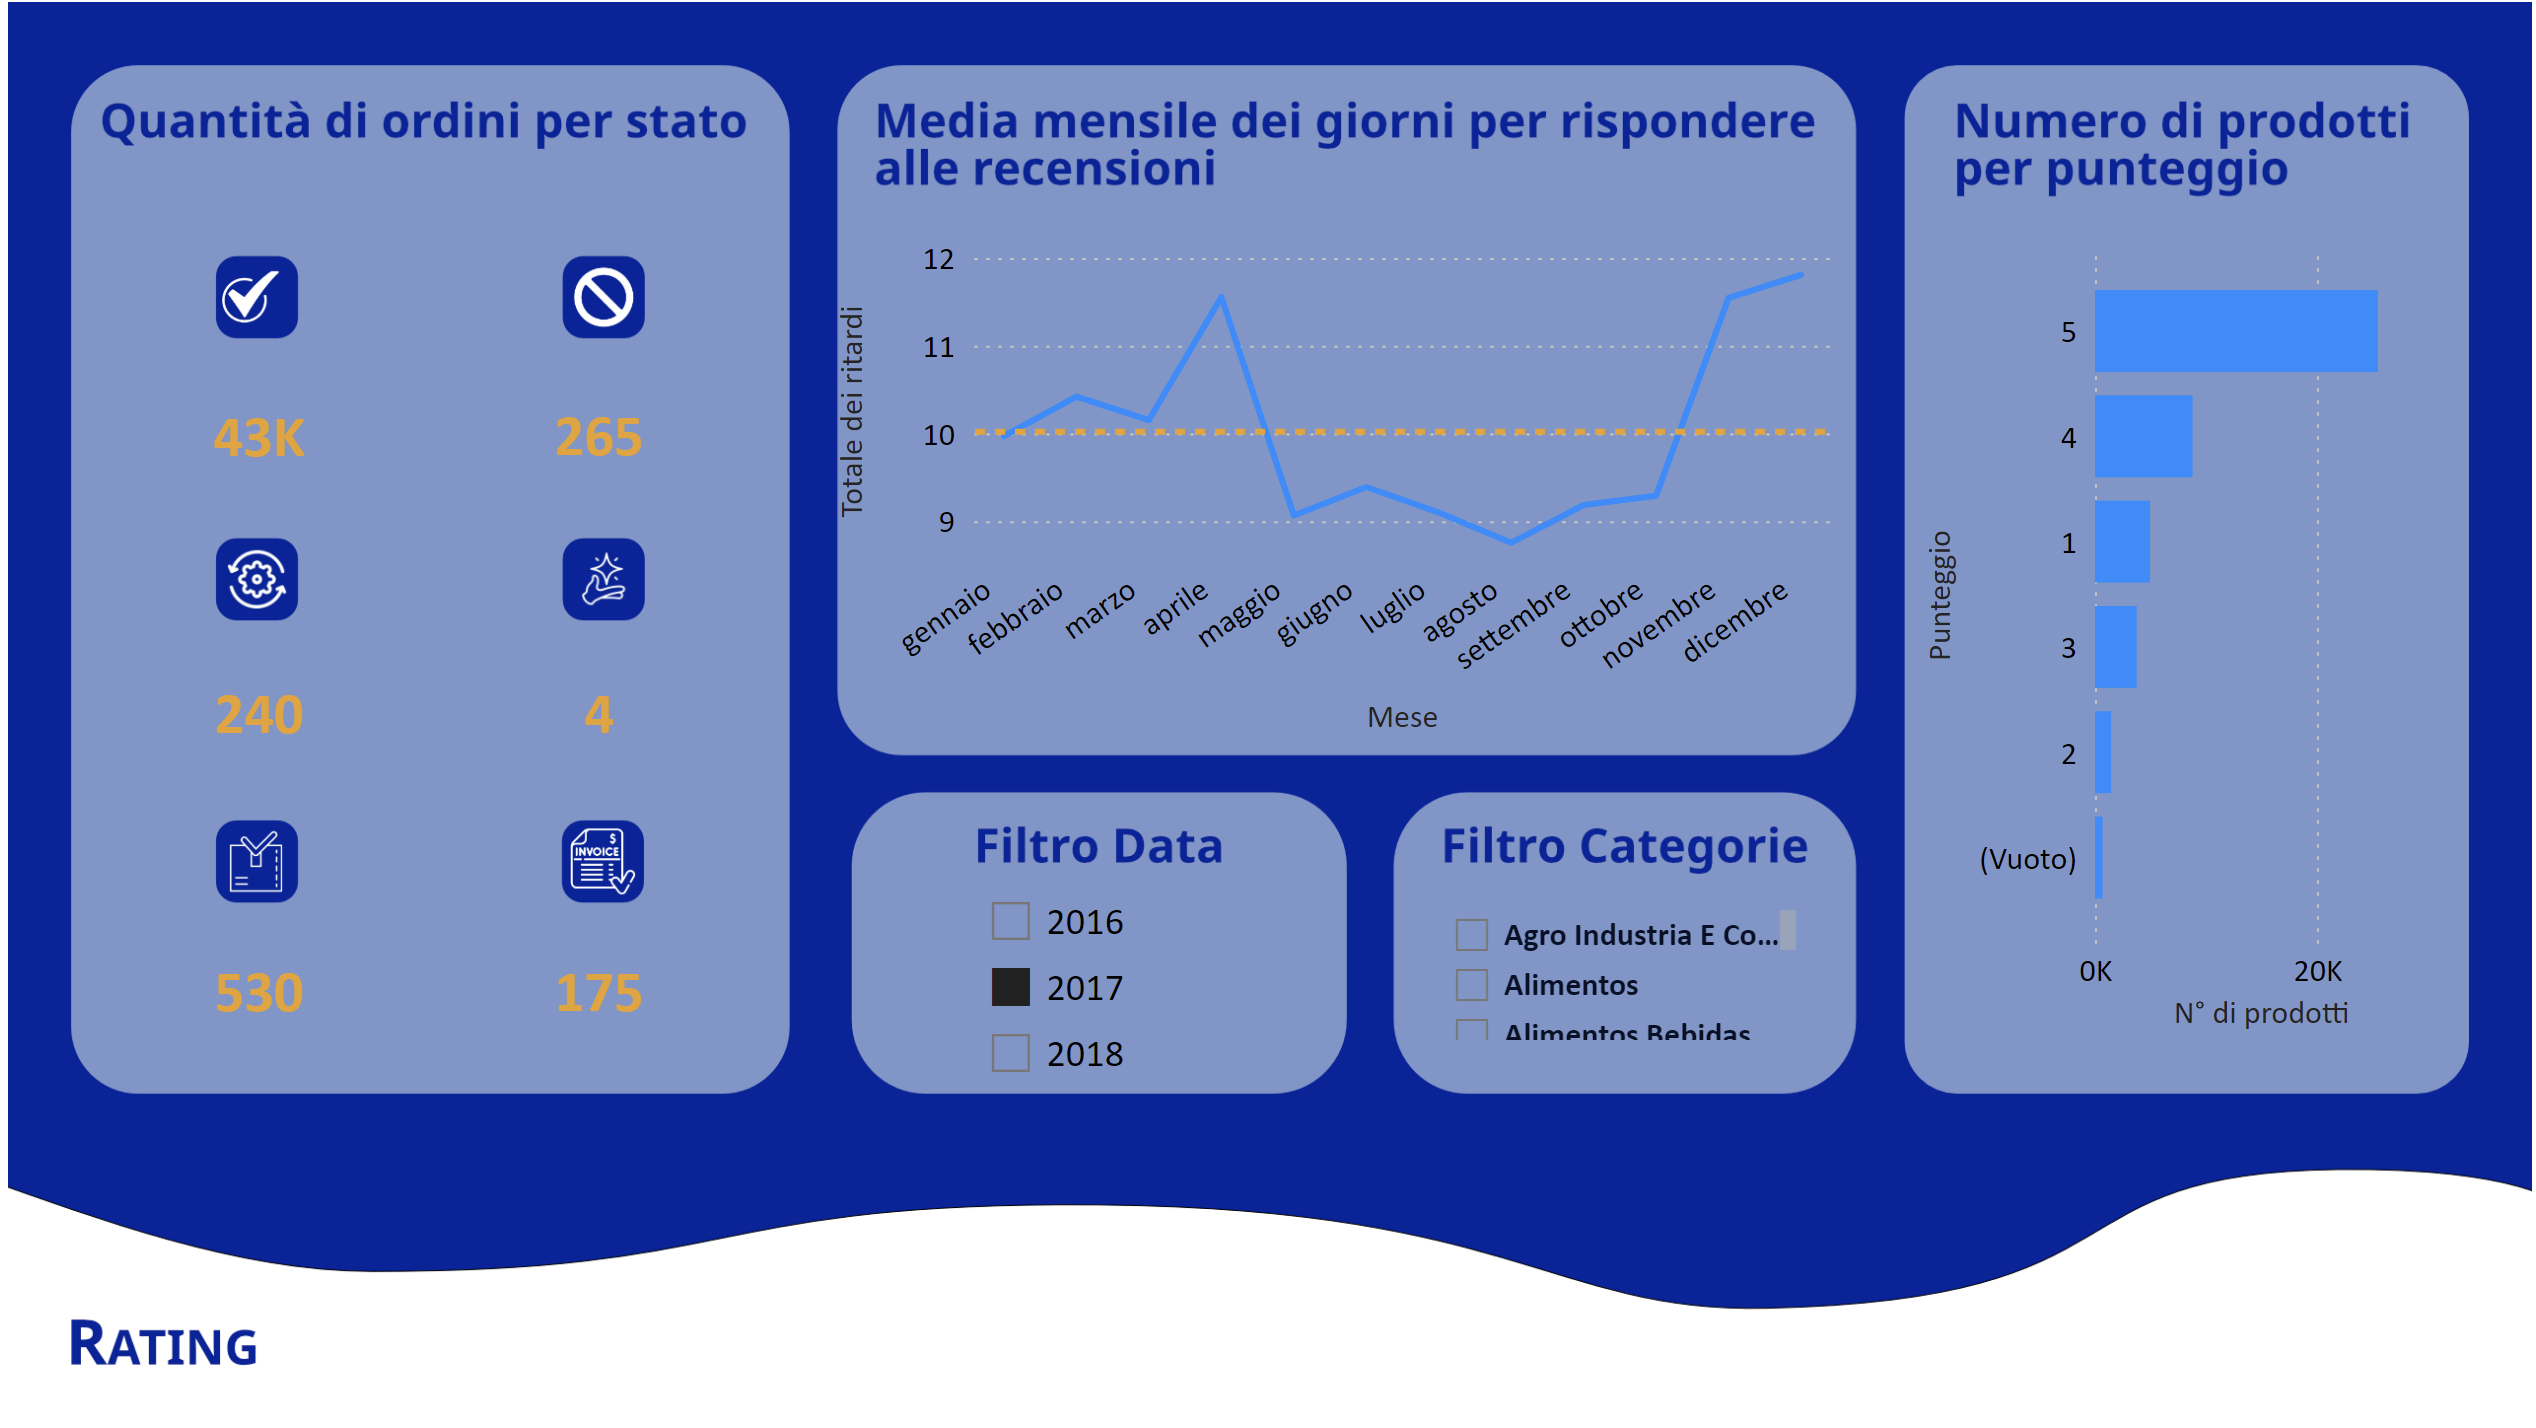 Quantità di ordini per stato
43K
265
240
4
INVOICE
$
530
175
Media mensile dei giorni per rispondere
alle recensioni
Totale dei ritardi
12
11
10
9
gennaio
febbraio
marzo
aprile
maggio
giugno
luglio
agosto
settembre
ottobre
novembre
dicembre
Mese
Filtro Data
2016
2017
2018
Filtro Categorie
Agro Industria E Co...
Alimentos
Alimentos Bebidas
Numero di prodotti
per punteggio
Punteggio
5
4
1
3
2
(Vuoto)
0K
20K
N° di prodotti
RATING